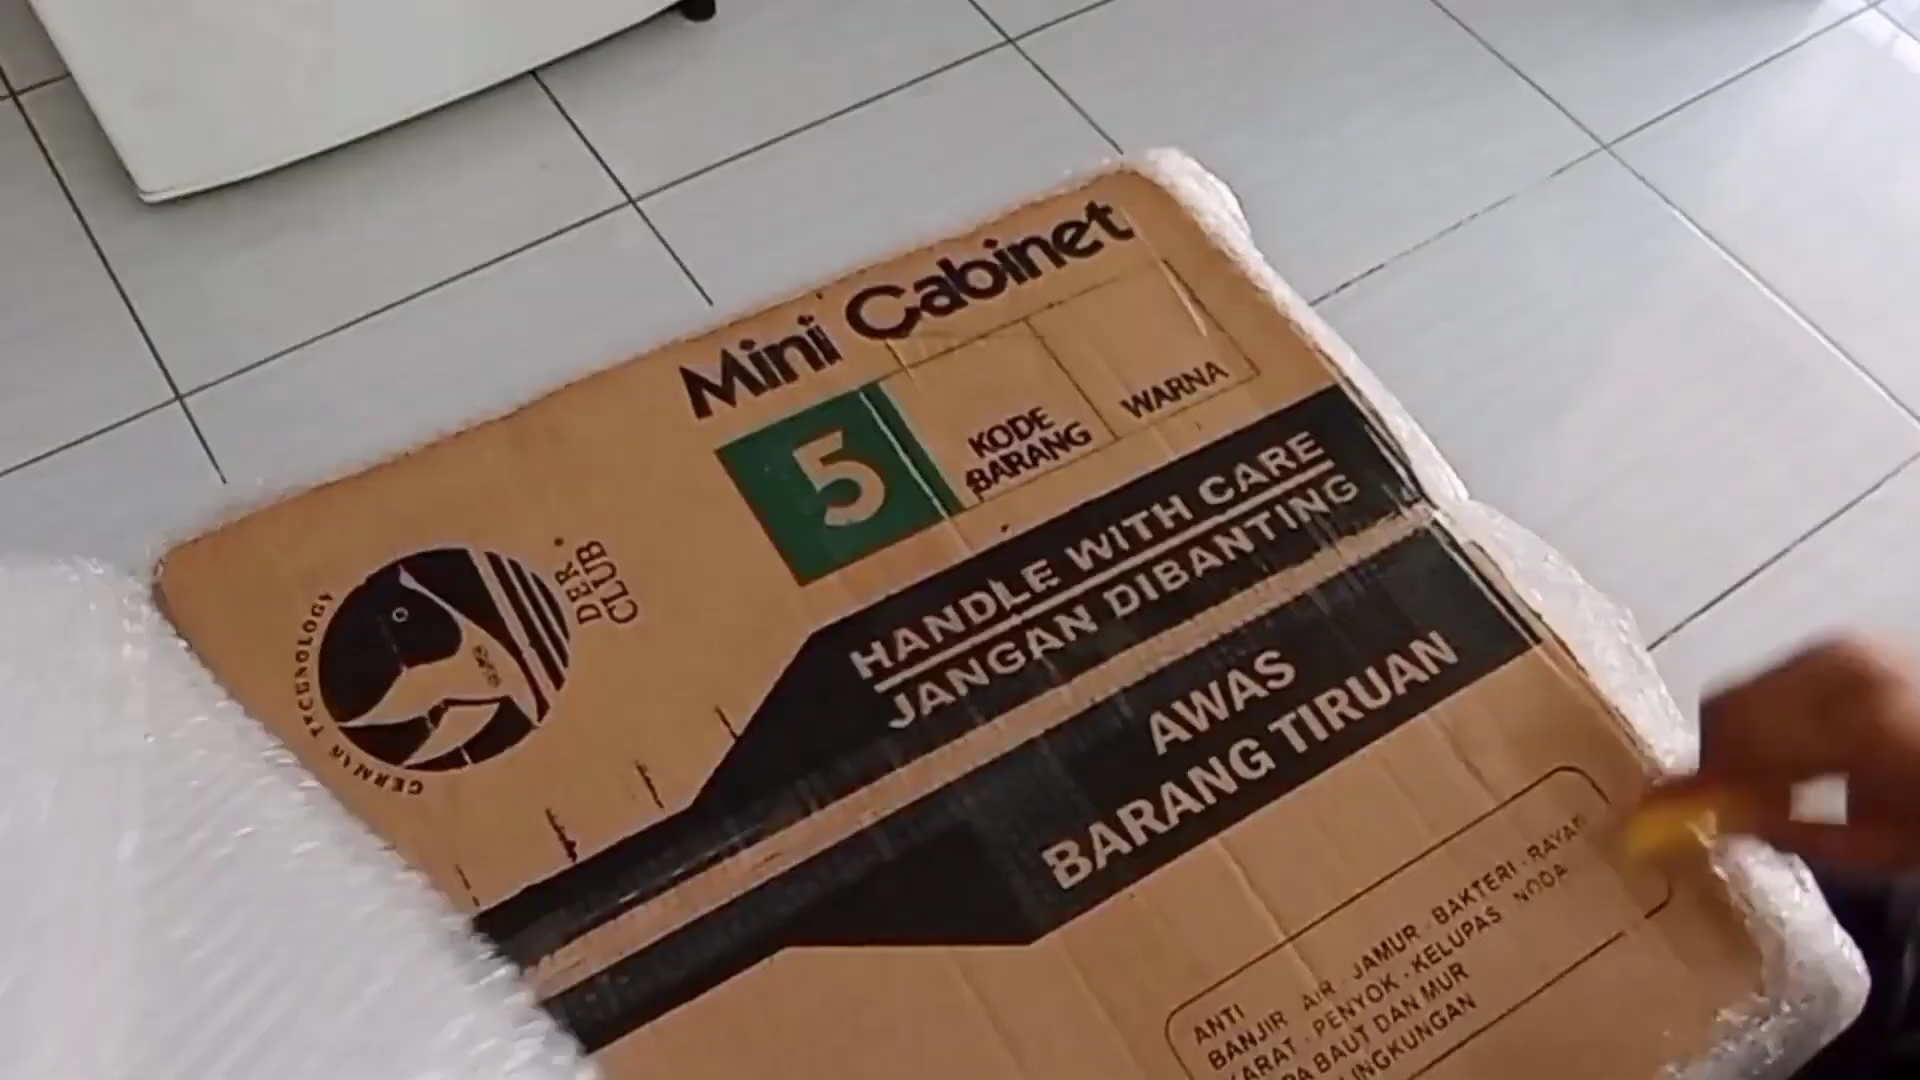 Mini Cabinet
5
KODE
BARANG
WARNA
HANDLE WITH CARE
JANGAN DIBANTING
AWAS
BARANG TIRUAN
DER
CLUB
GERMAN TECGNOLOGY
ANTI
BANJIR AIR - JAMUR - BAKTERI - RAYAP
KARAT - PENYOK - KELUPAS NODA
BAUT DAN MUR
LINGKUNGAN